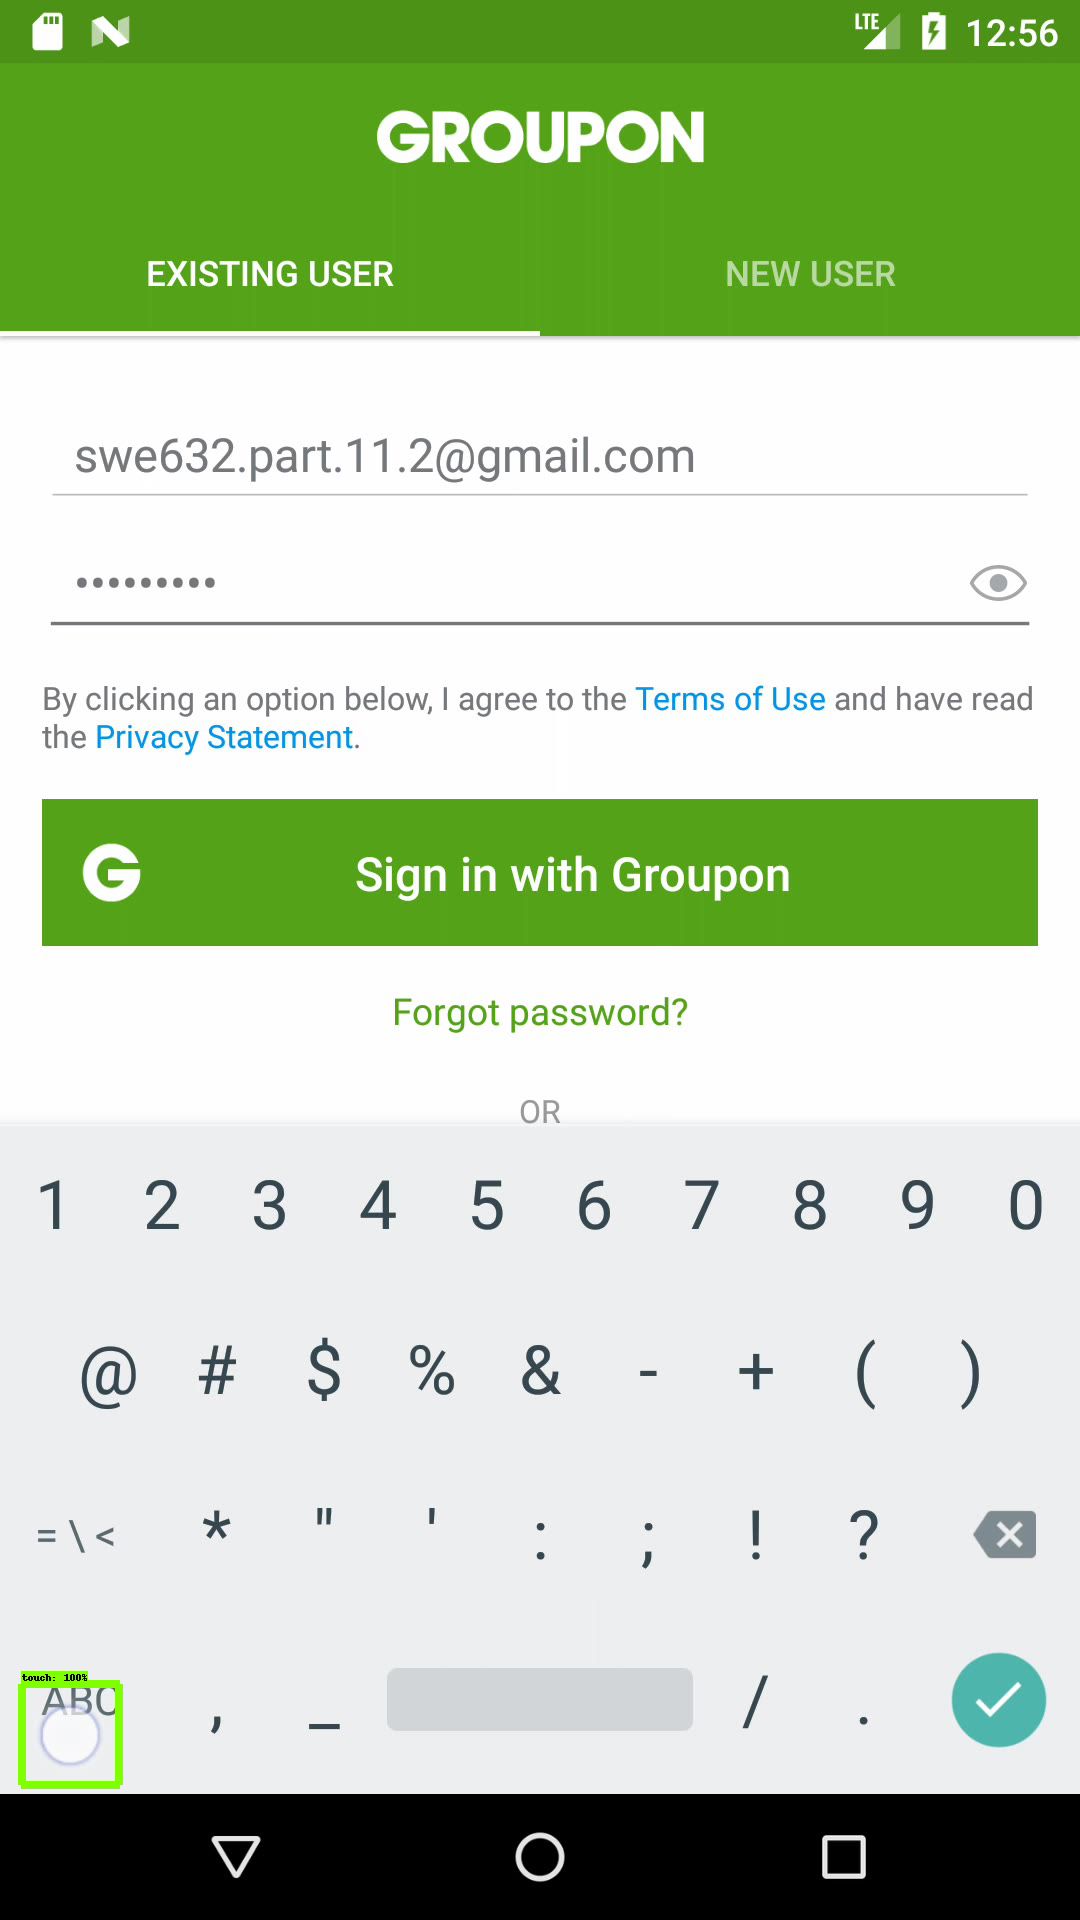 LTE 12:56
GROUPON
EXISTING USER NEW USER
swe632.part.11.2@gmail.com
•••••••••
By clicking an option below, I agree to the Terms of Use and have read
the Privacy Statement.
G Sign in with Groupon
Forgot password?
OR
1 2 3 4 5 6 7 8 9 0
@ # $ % & - + ( )
= \ < * " ' : ; ! ?
touch: 100%
ABC , _ / .